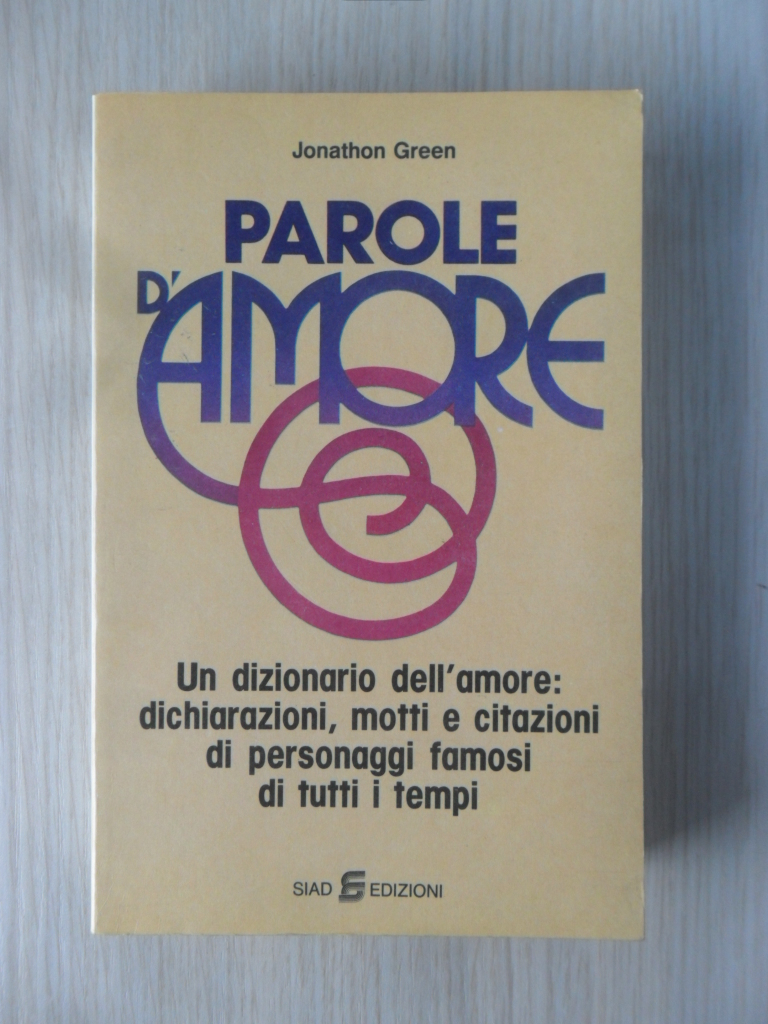 Jonathon Green
PAROLE
D'AMORE
Un dizionario dell'amore:
dichiarazioni, motti e citazioni
di personaggi famosi
di tutti i tempi
SIAD EDIZIONI